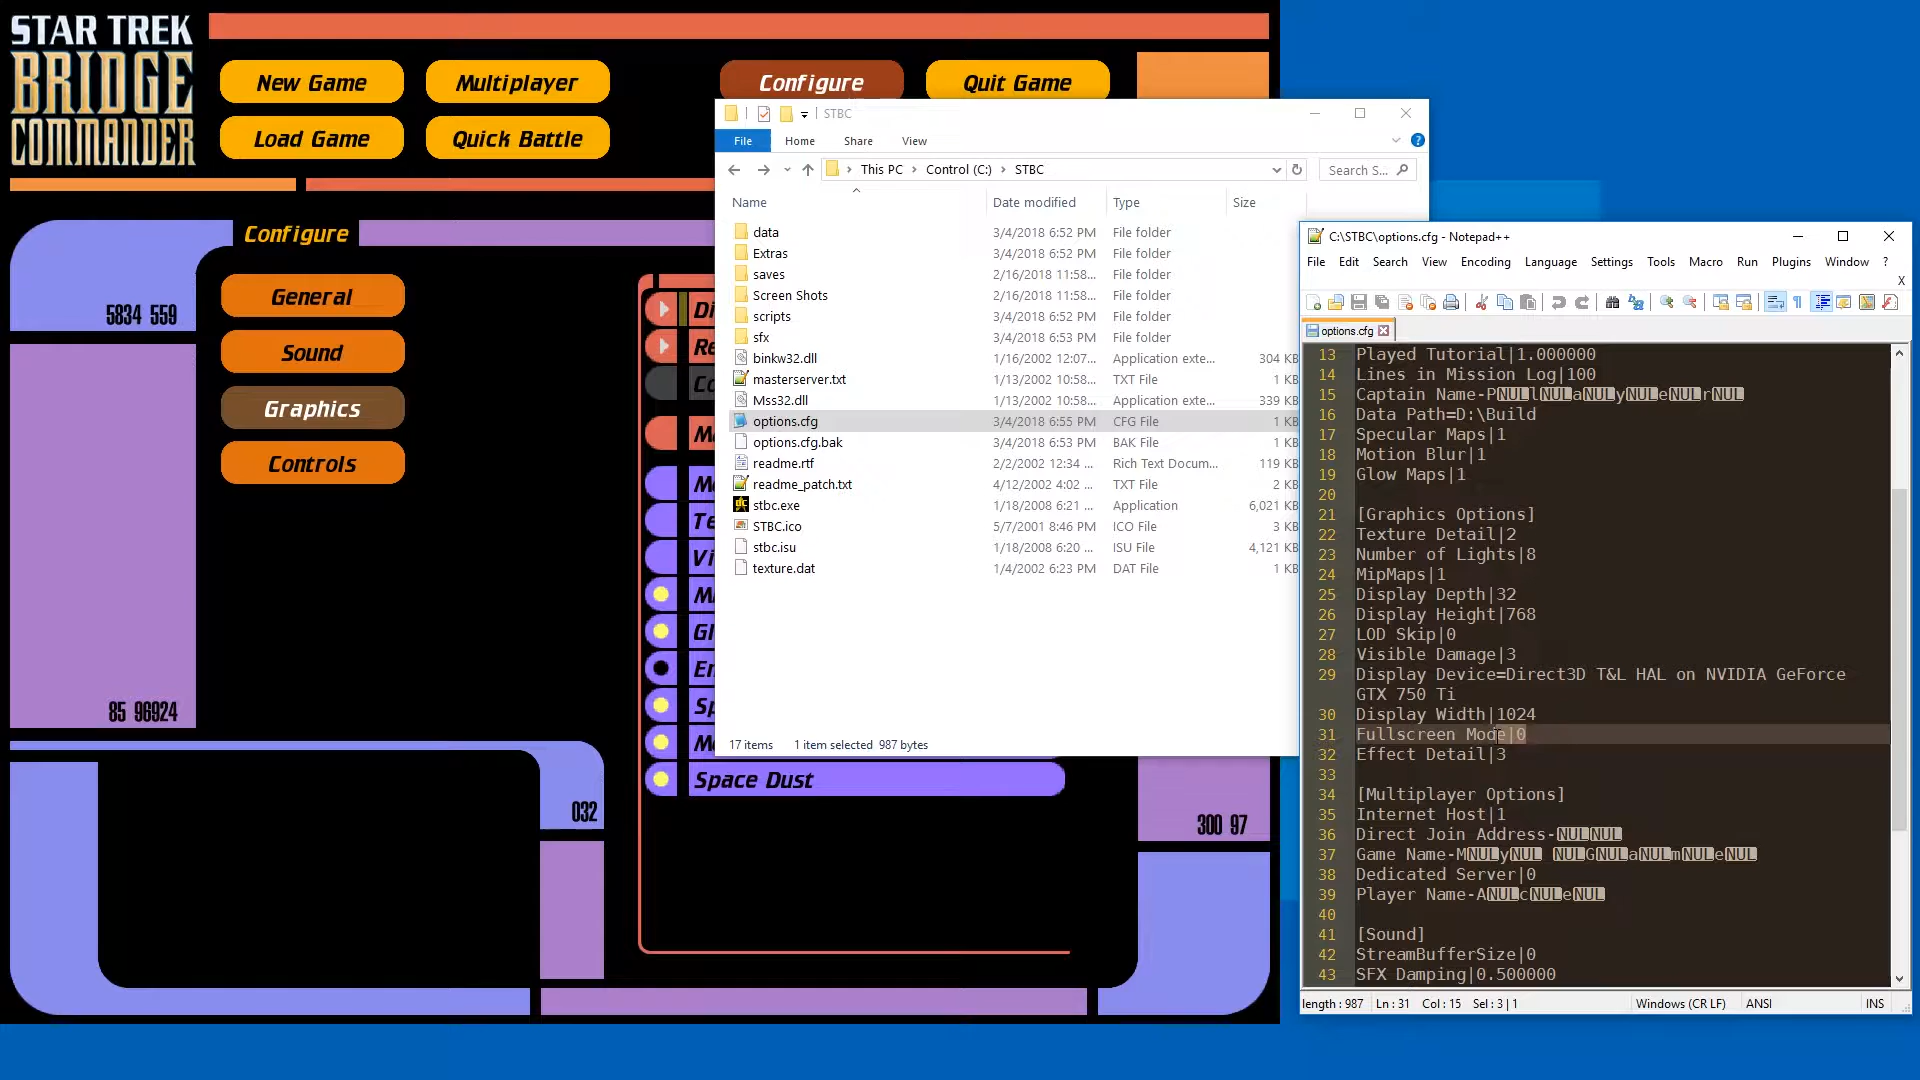 STAR TREK
BRIDGE
COMMANDER
New Game
Multiplayer
Configure
Quit Game
Load Game
Quick Battle
Configure
5834 559
General
Sound
Graphics
Controls
85 96924
032
300 97
Space Dust
STBC
File
Home
Share
View
This PC
Control (C:)
STBC
Search S...
Name
Date modified
Type
Size
data 3/4/2018 6:52 PM File folder
Extras 3/4/2018 6:52 PM File folder
saves 2/16/2018 11:58... File folder
Screen Shots 2/16/2018 11:58... File folder
scripts 3/4/2018 6:52 PM File folder
sfx 3/4/2018 6:53 PM File folder
binkw32.dll 1/16/2002 12:07... Application exte... 304 KB
masterserver.txt 1/13/2002 10:58... TXT File 1 KB
Mss32.dll 1/13/2002 10:58... Application exte... 339 KB
options.cfg 3/4/2018 6:55 PM CFG File 1 KB
options.cfg.bak 3/4/2018 6:53 PM BAK File 1 KB
readme.rtf 2/2/2002 12:34 ... Rich Text Docum... 119 KB
readme_patch.txt 4/12/2002 4:02 ... TXT File 2 KB
stbc.exe 1/18/2008 6:21 ... Application 6,021 KB
STBC.ico 5/7/2001 8:46 PM ICO File 3 KB
stbc.isu 1/18/2008 6:20 ... ISU File 4,121 KB
texture.dat 1/4/2002 6:23 PM DAT File 1 KB
17 items 1 item selected 987 bytes
C:\STBC\options.cfg - Notepad++
File Edit Search View Encoding Language Settings Tools Macro Run Plugins Window ?
X
options.cfg
13 Played Tutorial|1.000000
14 Lines in Mission Log|100
15 Captain Name-PNULlNULaNULyNULeNULrNUL
16 Data Path=D:\Build
17 Specular Maps|1
18 Motion Blur|1
19 Glow Maps|1
20
21 [Graphics Options]
22 Texture Detail|2
23 Number of Lights|8
24 MipMaps|1
25 Display Depth|32
26 Display Height|768
27 LOD Skip|0
28 Visible Damage|3
29 Display Device=Direct3D T&L HAL on NVIDIA GeForce
GTX 750 Ti
30 Display Width|1024
31 Fullscreen Mode|0
32 Effect Detail|3
33
34 [Multiplayer Options]
35 Internet Host|1
36 Direct Join Address-NULNUL
37 Game Name-MNULyNUL NULGNULaNULmNULeNUL
38 Dedicated Server|0
39 Player Name-ANULcNULeNUL
40
41 [Sound]
42 StreamBufferSize|0
43 SFX Damping|0.500000
length : 987 Ln : 31 Col : 15 Sel : 3 | 1 Windows (CR LF) ANSI INS